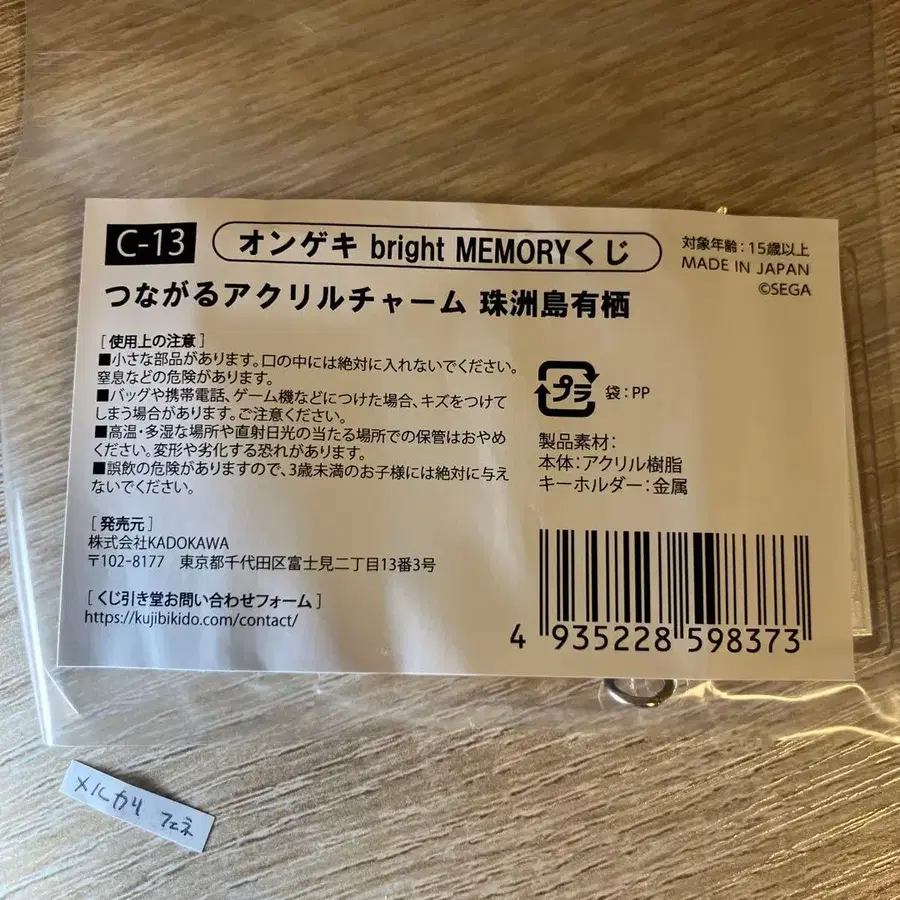 C-13 オンゲキ bright MEMORYくじ
対象年齢：15歳以上
MADE IN JAPAN
©SEGA
つながるアクリルチャーム 珠洲島有栖
[使用上の注意]
■小さな部品があります。口の中には絶対に入れないでください。
窒息などの危険があります。
■バッグや携帯電話、ゲーム機などにつけた場合、キズをつけて
しまう場合があります。ご注意ください。
■高温・多湿な場所や直射日光の当たる場所での保管はおやめ
ください。変形や劣化する恐れがあります。
■誤飲の危険がありますので、3歳未満のお子様には絶対に与え
ないでください。
プラ 袋：PP
製品素材：
本体：アクリル樹脂
キーホルダー：金属
[発売元]
株式会社KADOKAWA
〒102-8177 東京都千代田区富士見二丁目13番3号
[くじ引き堂お問い合わせフォーム]
https://kujibikido.com/contact/
4 935228 598373
メルカリ フェネ